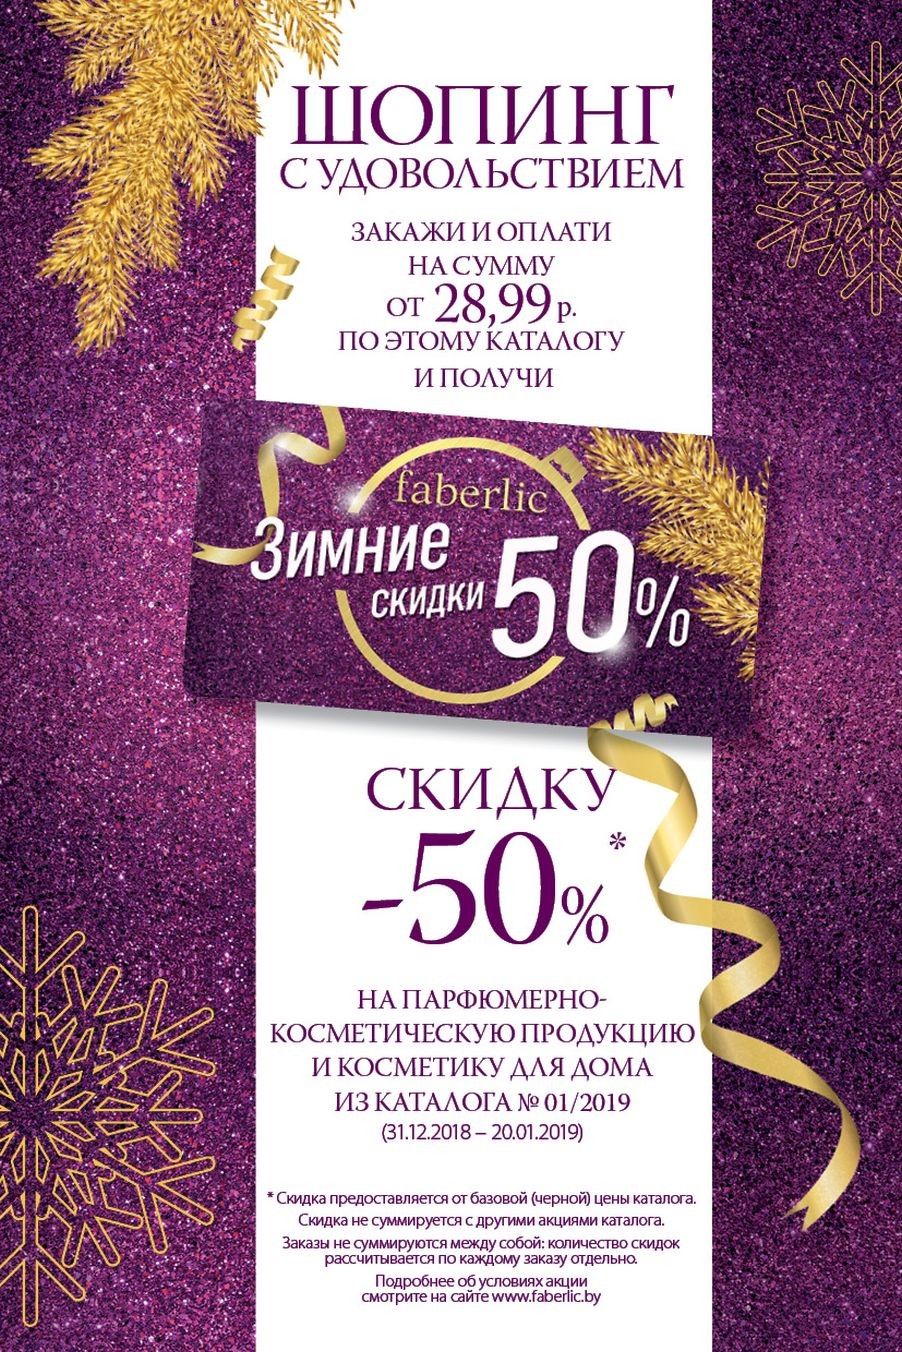 ШОПИНГ
С УДОВОЛЬСТВИЕМ
ЗАКАЖИ И ОПЛАТИ
НА СУММУ
ОТ 28,99 р.
ПО ЭТОМУ КАТАЛОГУ
И ПОЛУЧИ
faberlic
Зимние
скидки 50%
СКИДКУ
-50%*
НА ПАРФЮМЕРНО-
КОСМЕТИЧЕСКУЮ ПРОДУКЦИЮ
И КОСМЕТИКУ ДЛЯ ДОМА
ИЗ КАТАЛОГА № 01/2019
(31.12.2018 – 20.01.2019)
* Скидка предоставляется от базовой (черной) цены каталога.
Скидка не суммируется с другими акциями каталога.
Заказы не суммируются между собой: количество скидок
рассчитывается по каждому заказу отдельно.
Подробнее об условиях акции
смотрите на сайте www.faberlic.by